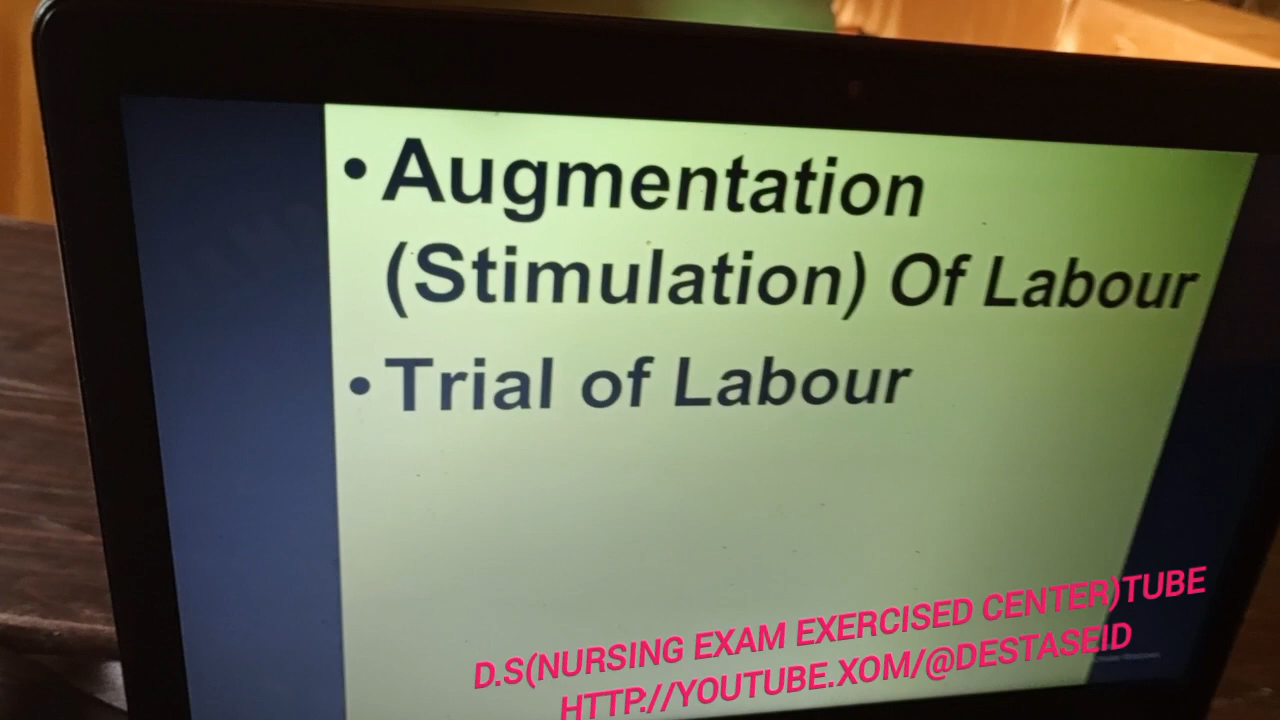 • Augmentation
(Stimulation) Of Labour
• Trial of Labour
D.S(NURSING EXAM EXERCISED CENTER)TUBE
HTTP://YOUTUBE.XOM/@DESTASEID